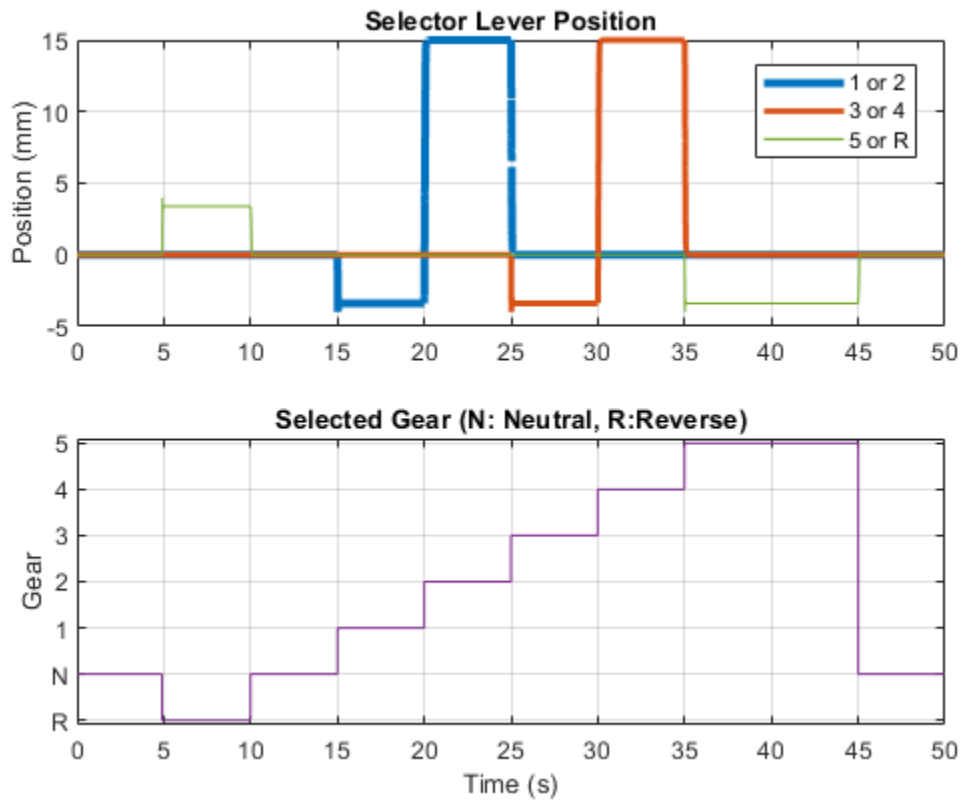 Selector Lever Position
15
10
5
0
-5
Position (mm)
1 or 2
3 or 4
5 or R
0 5 10 15 20 25 30 35 40 45 50
Selected Gear (N: Neutral, R:Reverse)
5
4
3
2
1
N
R
Gear
0 5 10 15 20 25 30 35 40 45 50
Time (s)